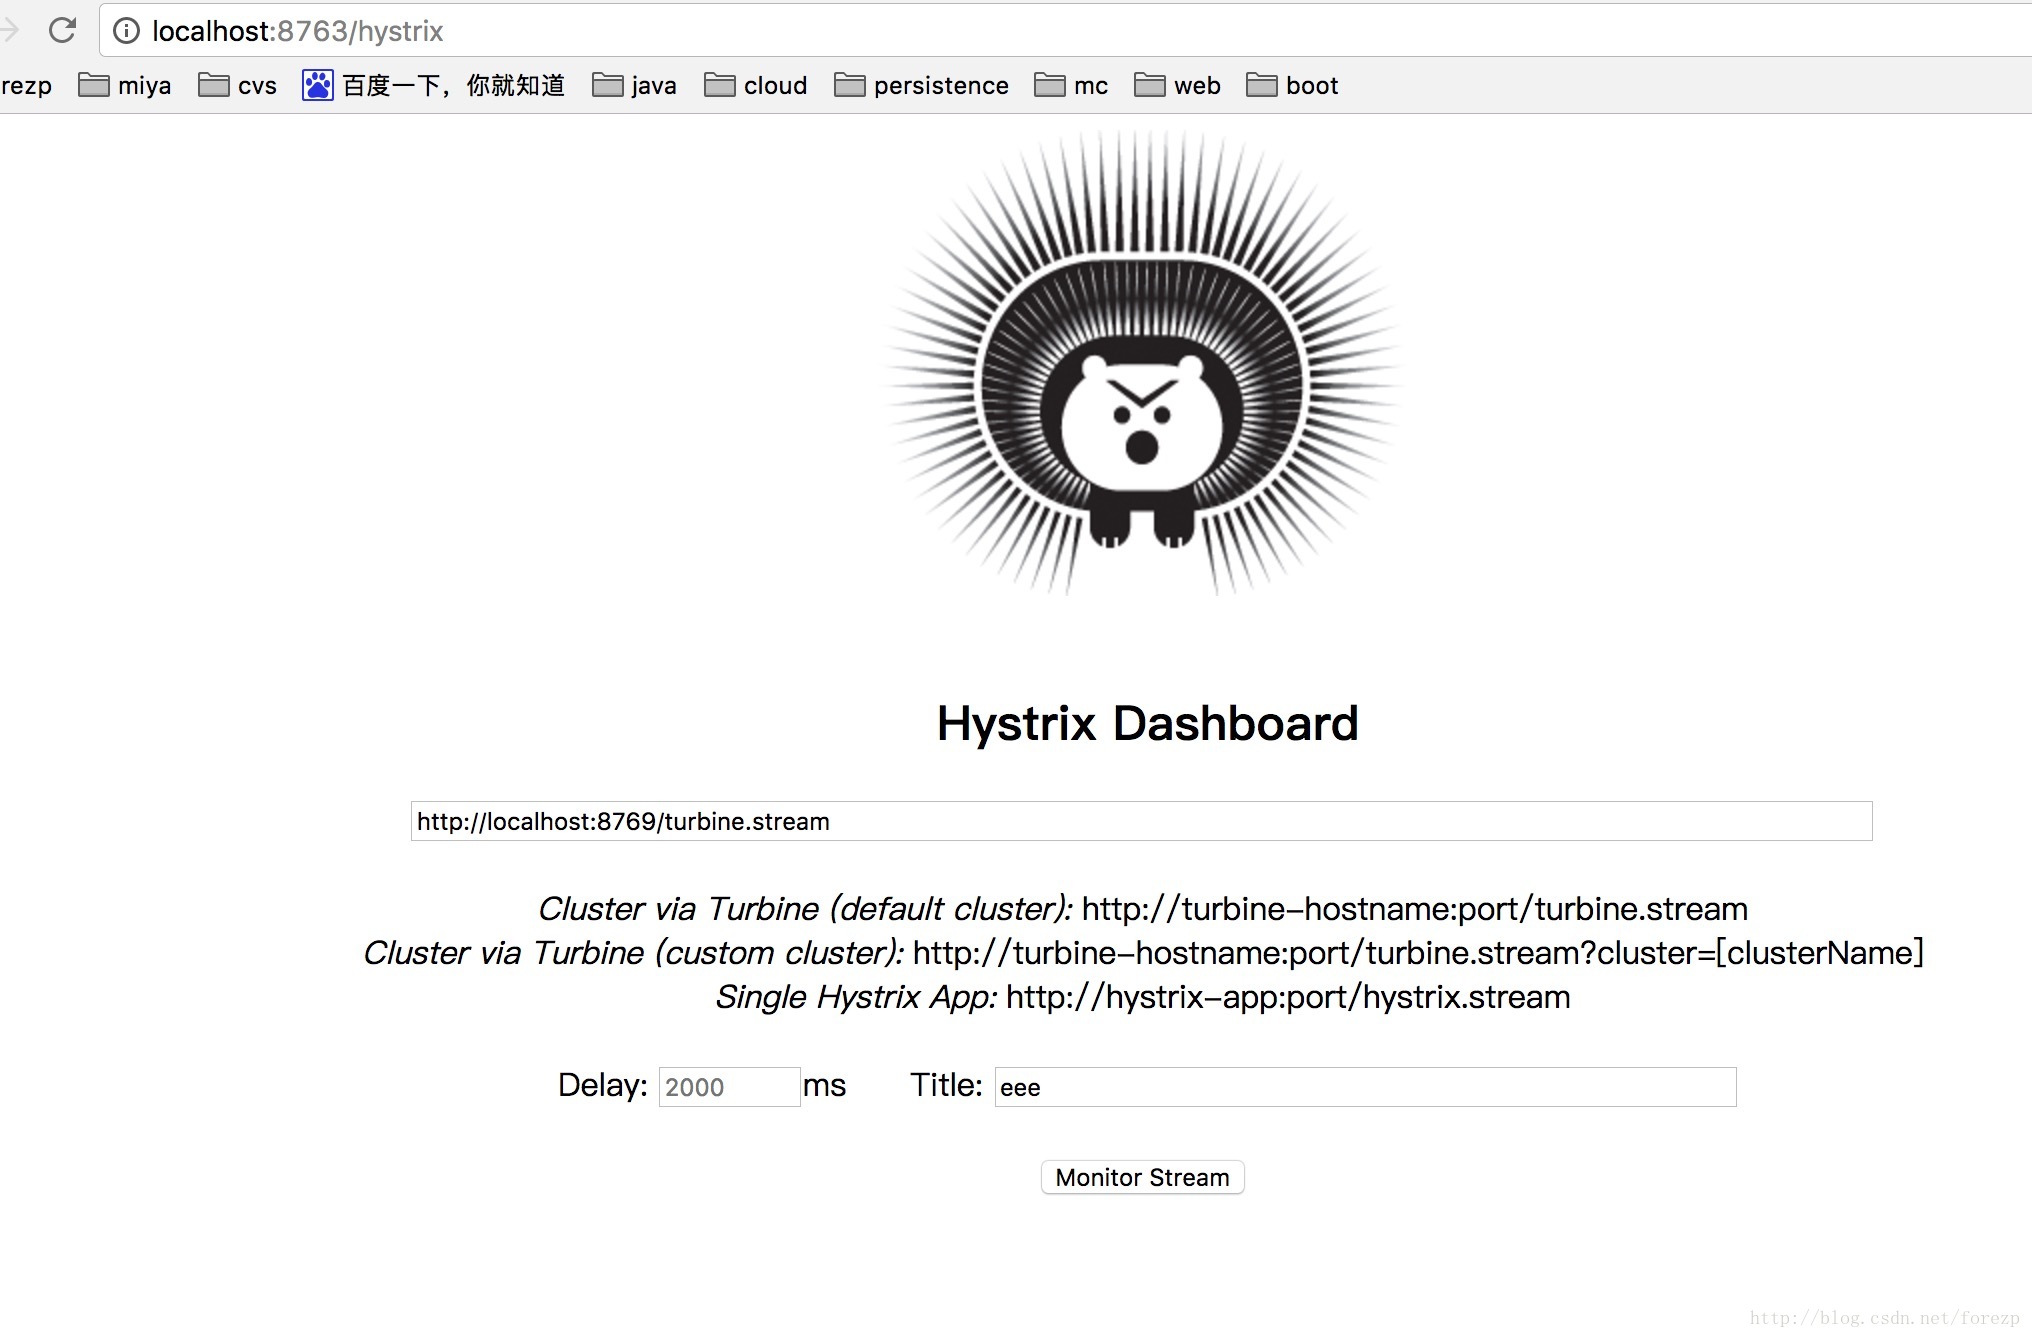 localhost:8763/hystrix
rezp miya cvs 百度一下，你就知道 java cloud persistence mc web boot
Hystrix Dashboard
http://localhost:8769/turbine.stream
Cluster via Turbine (default cluster): http://turbine-hostname:port/turbine.stream
Cluster via Turbine (custom cluster): http://turbine-hostname:port/turbine.stream?cluster=[clusterName]
Single Hystrix App: http://hystrix-app:port/hystrix.stream
Delay: 2000 ms Title: eee
Monitor Stream
http://blog.csdn.net/forezp